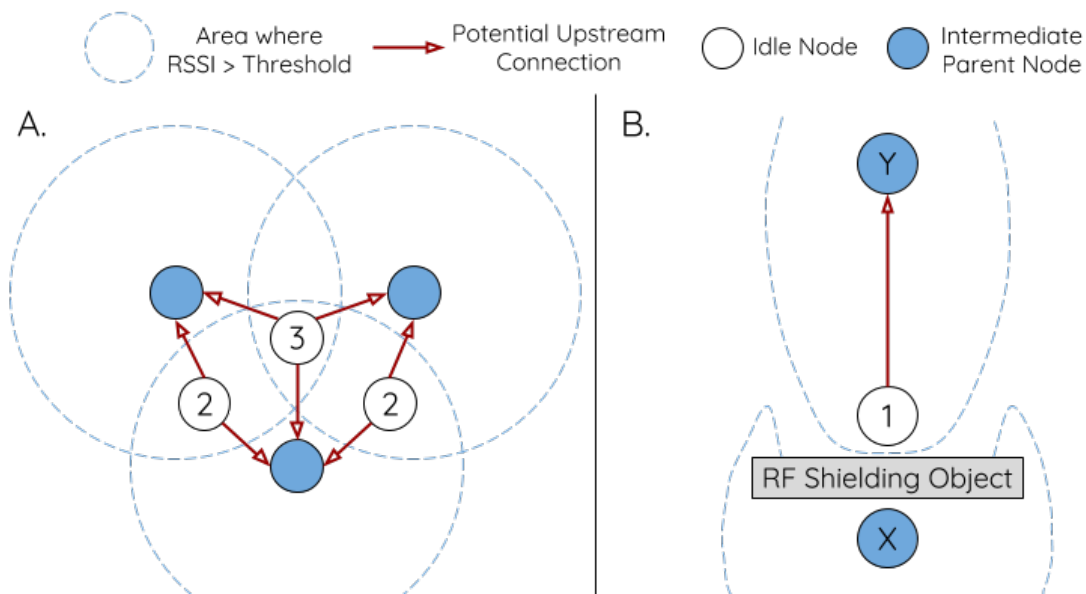 Area where
RSSI > Threshold
Potential Upstream
Connection
Idle Node
Intermediate
Parent Node
A.
3
2
2
B.
Y
1
RF Shielding Object
X